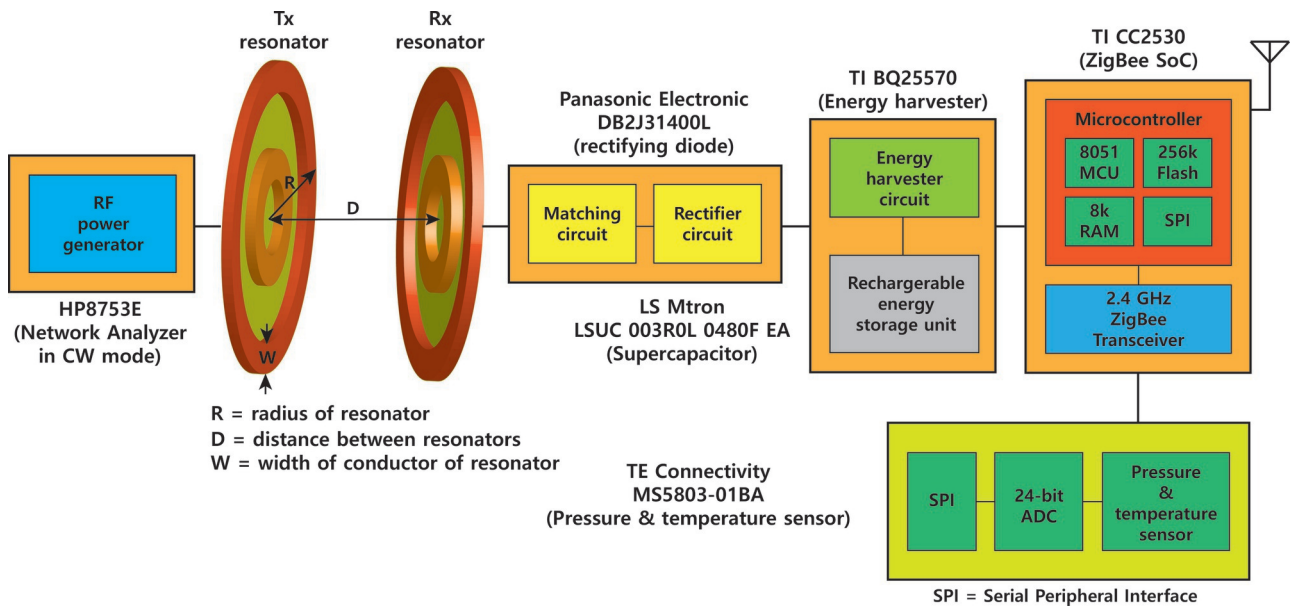 Tx
resonator
Rx
resonator
R
D
W
RF
power
generator
HP8753E
(Network Analyzer
in CW mode)
R = radius of resonator
D = distance between resonators
W = width of conductor of resonator
Panasonic Electronic
DB2J31400L
(rectifying diode)
Matching
circuit
Rectifier
circuit
LS Mtron
LSUC 003R0L 0480F EA
(Supercapacitor)
TI BQ25570
(Energy harvester)
Energy
harvester
circuit
Rechargerable
energy
storage unit
TI CC2530
(ZigBee SoC)
Microcontroller
8051
MCU
256k
Flash
8k
RAM
SPI
2.4 GHz
ZigBee
Transceiver
TE Connectivity
MS5803-01BA
(Pressure & temperature sensor)
SPI
24-bit
ADC
Pressure
&
temperature
sensor
SPI = Serial Peripheral Interface